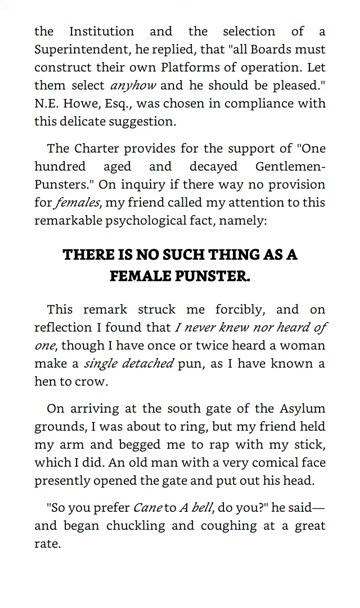 the Institution and the selection of a
Superintendent, he replied, that "all Boards must
construct their own Platforms of operation. Let
them select anyhow and he should be pleased."
N.E. Howe, Esq., was chosen in compliance with
this delicate suggestion.
The Charter provides for the support of "One
hundred aged and decayed Gentlemen-
Punsters." On inquiry if there way no provision
for females, my friend called my attention to this
remarkable psychological fact, namely:
THERE IS NO SUCH THING AS A
FEMALE PUNSTER.
This remark struck me forcibly, and on
reflection I found that I never knew nor heard of
one, though I have once or twice heard a woman
make a single detached pun, as I have known a
hen to crow.
On arriving at the south gate of the Asylum
grounds, I was about to ring, but my friend held
my arm and begged me to rap with my stick,
which I did. An old man with a very comical face
presently opened the gate and put out his head.
"So you prefer Cane to A bell, do you?" he said—
and began chuckling and coughing at a great
rate.